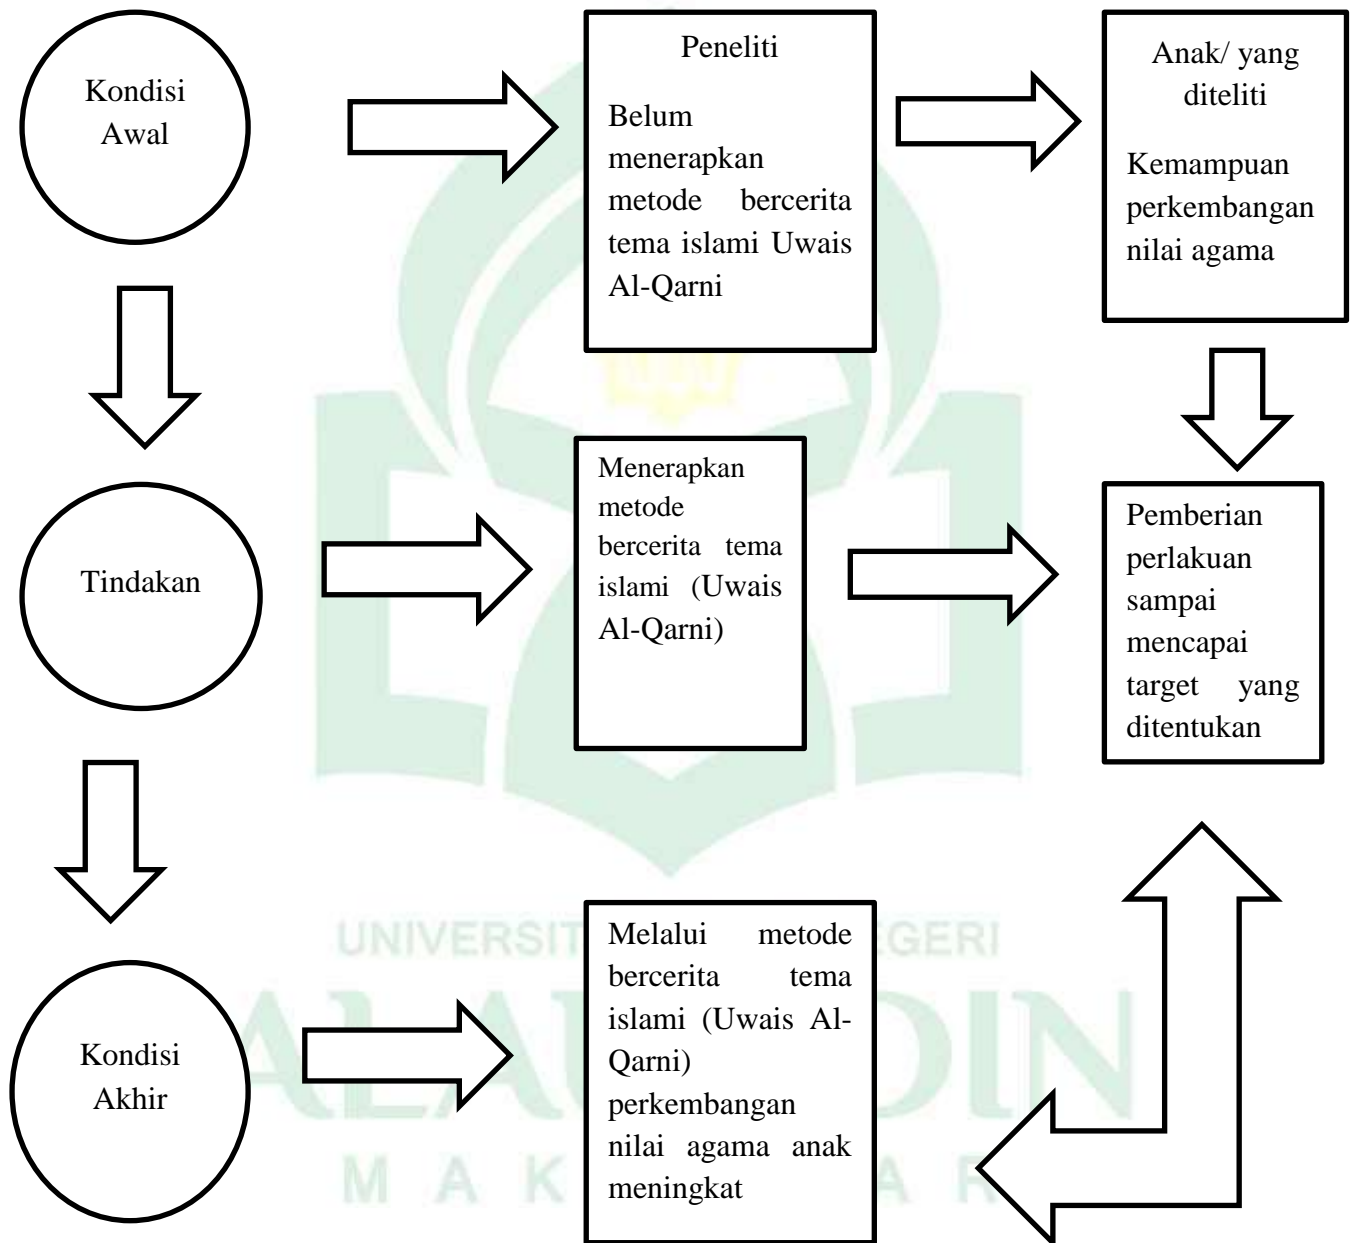 Kondisi
Awal
Peneliti
Belum
menerapkan
metode bercerita
tema islami Uwais
Al-Qarni
Anak/ yang
diteliti
Kemampuan
perkembangan
nilai agama
Tindakan
Menerapkan
metode
bercerita tema
islami (Uwais
Al-Qarni)
Pemberian
perlakuan
sampai
mencapai
target yang
ditentukan
Kondisi
Akhir
Melalui metode
bercerita tema
islami (Uwais Al-
Qarni)
perkembangan
nilai agama anak
meningkat